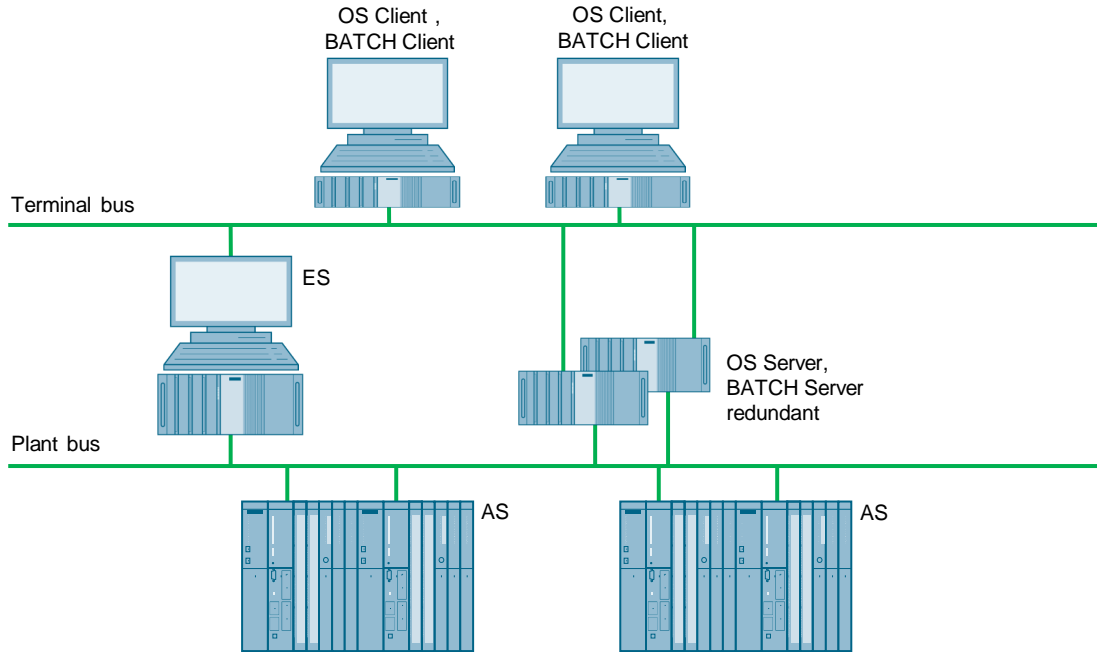 OS Client ,
BATCH Client
OS Client,
BATCH Client
Terminal bus
ES
OS Server,
BATCH Server
redundant
Plant bus
AS
AS